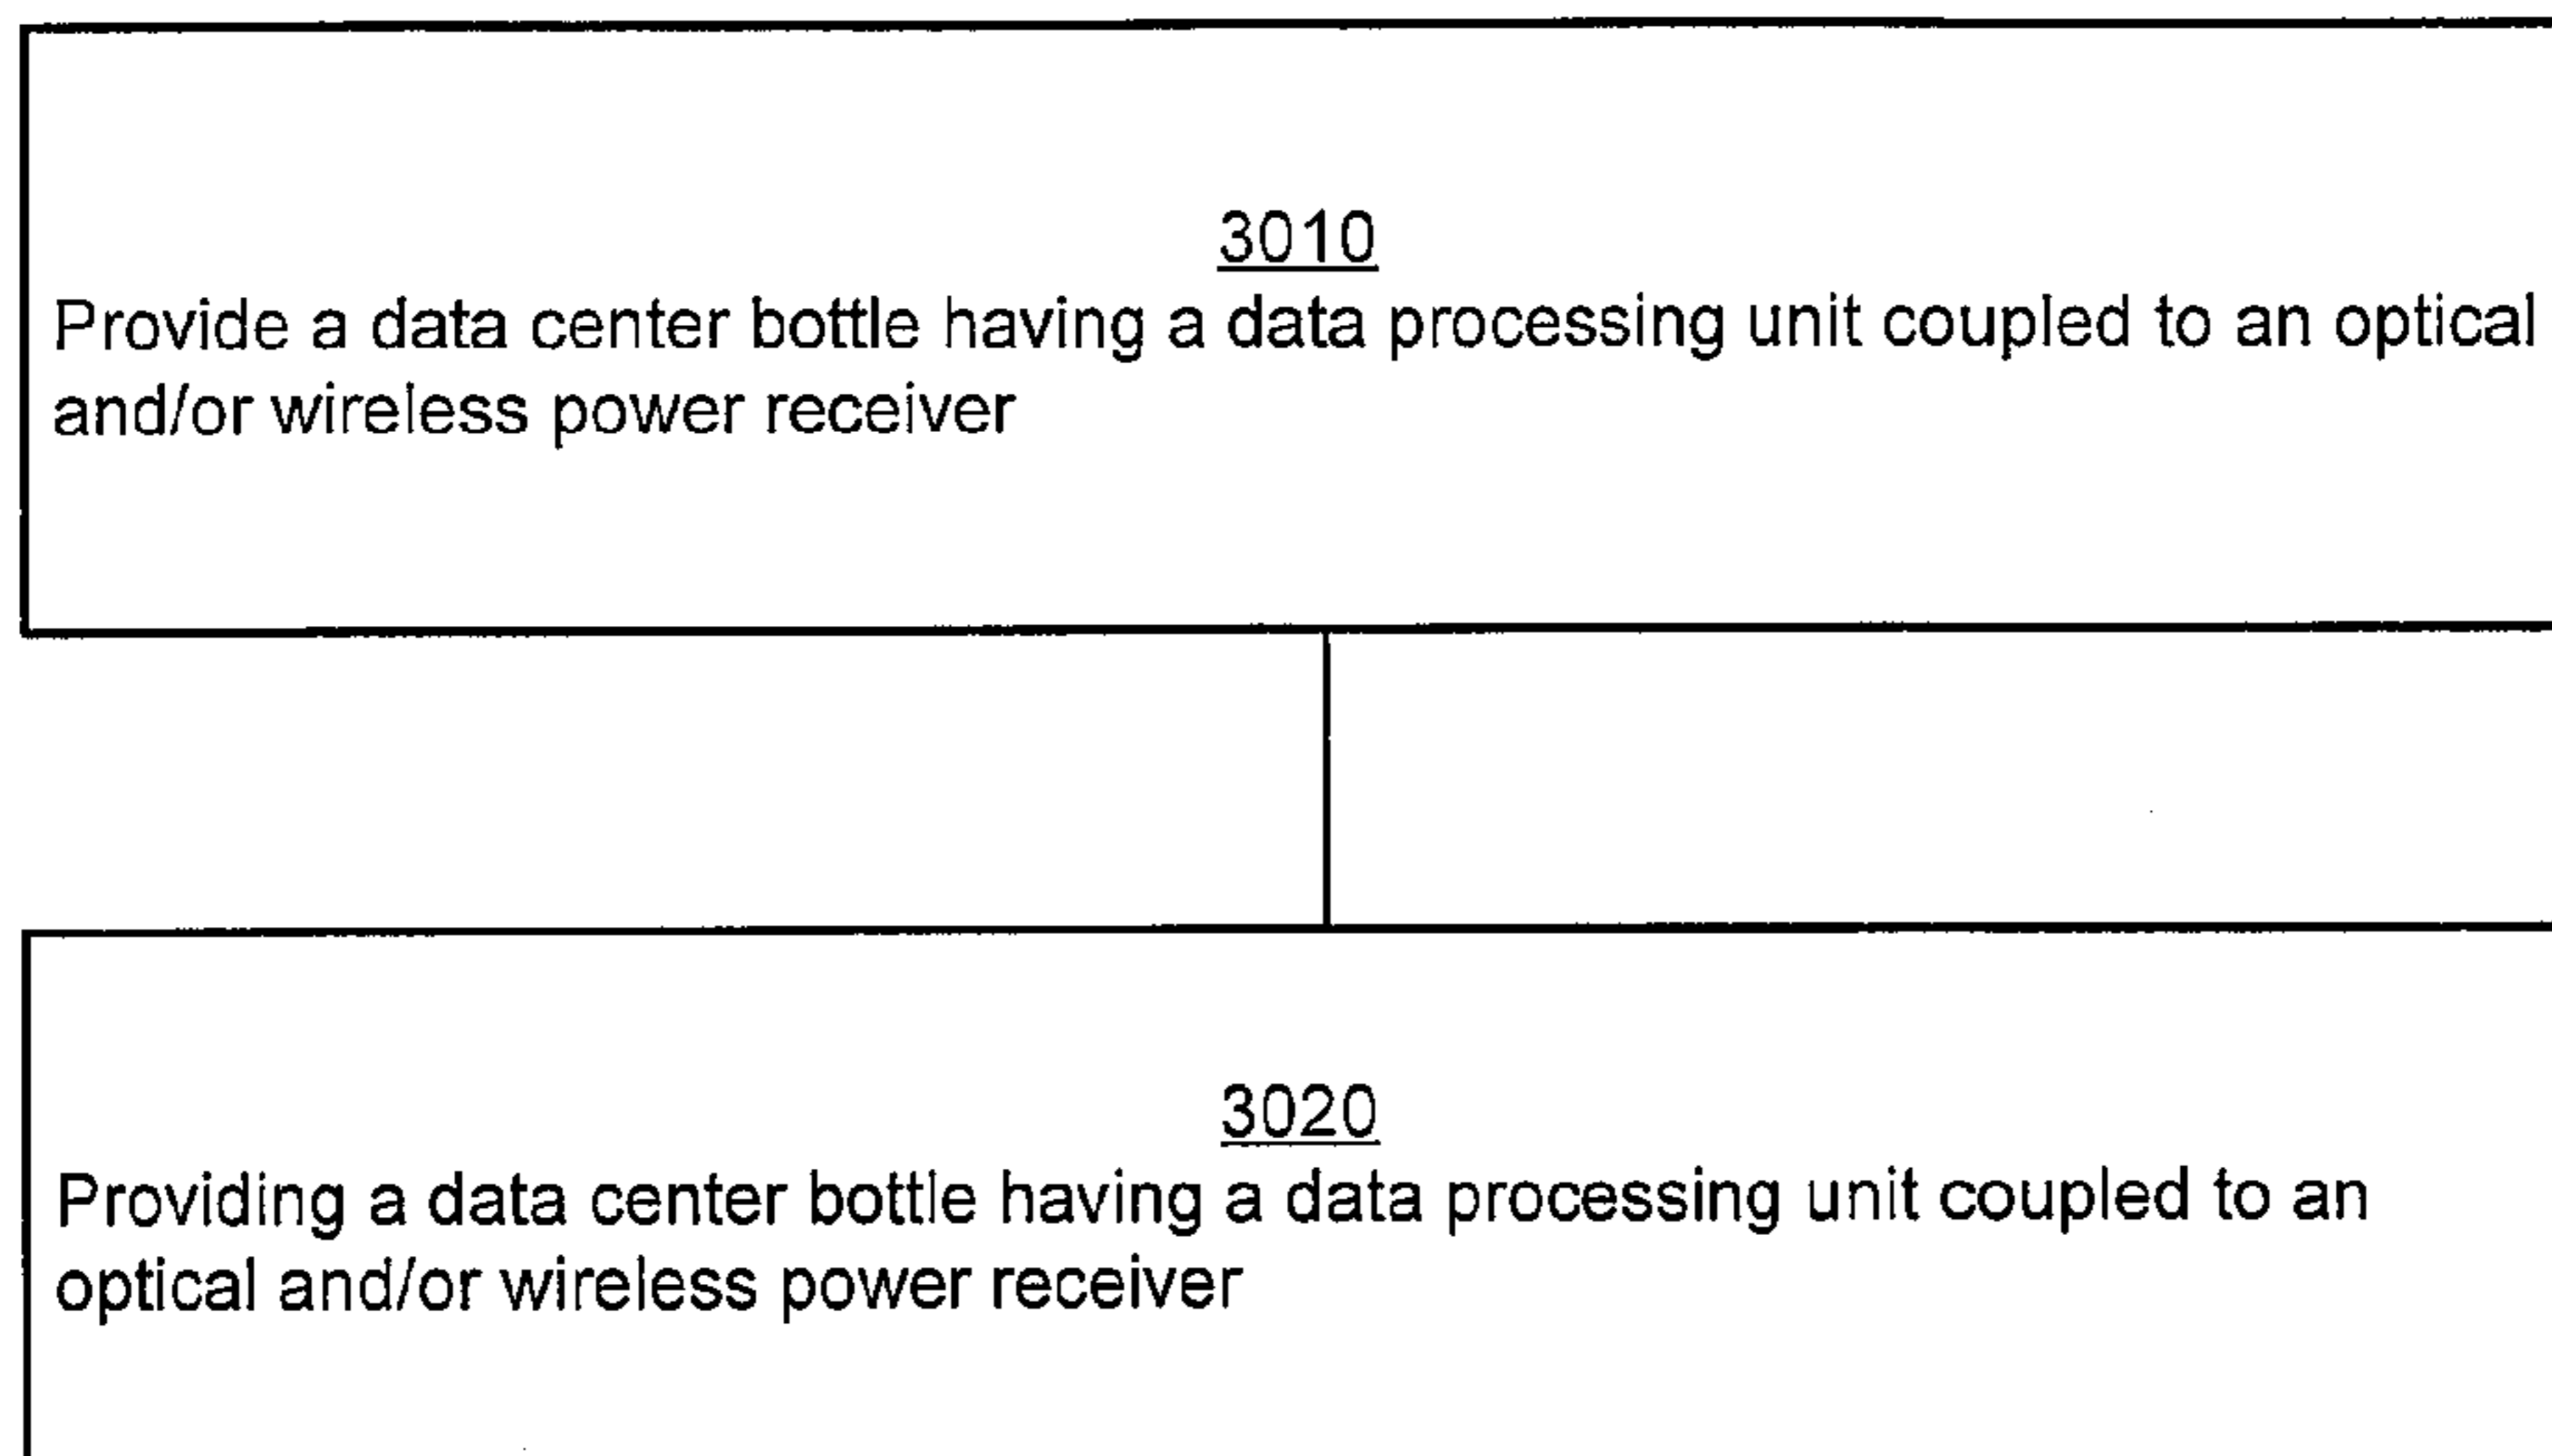 3010
Provide a data center bottle having a data processing unit coupled to an optical
and/or wireless power receiver
3020
Providing a data center bottle having a data processing unit coupled to an
optical and/or wireless power receiver